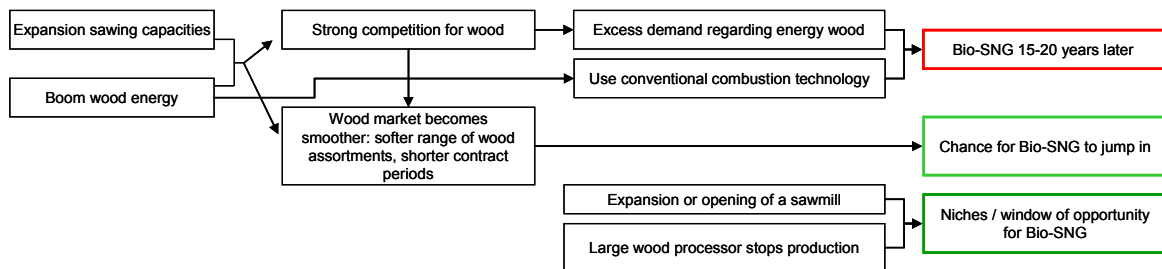 Expansion sawing capacities
Boom wood energy
Strong competition for wood
Wood market becomes
smoother: softer range of wood
assortments, shorter contract
periods
Excess demand regarding energy wood
Use conventional combustion technology
Expansion or opening of a sawmill
Large wood processor stops production
Bio-SNG 15-20 years later
Chance for Bio-SNG to jump in
Niches / window of opportunity
for Bio-SNG